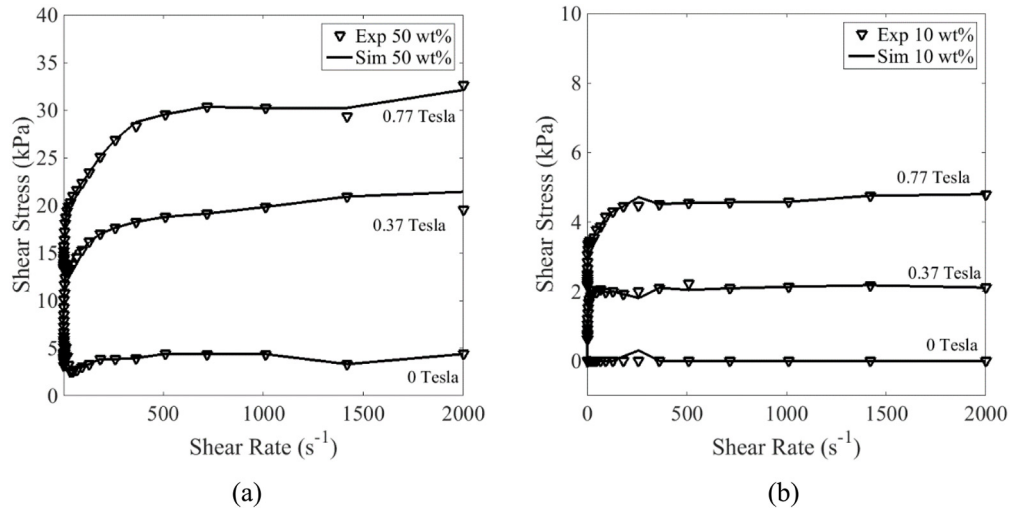 40
35
30
25
20
15
10
5
0
Shear Stress (kPa)
Exp 50 wt%
Sim 50 wt%
0.77 Tesla
0.37 Tesla
0 Tesla
500
1000
1500
2000
Shear Rate (s⁻¹)
(a)
10
8
6
4
2
0
Shear Stress (kPa)
Exp 10 wt%
Sim 10 wt%
0.77 Tesla
0.37 Tesla
0 Tesla
0
500
1000
1500
2000
Shear Rate (s⁻¹)
(b)